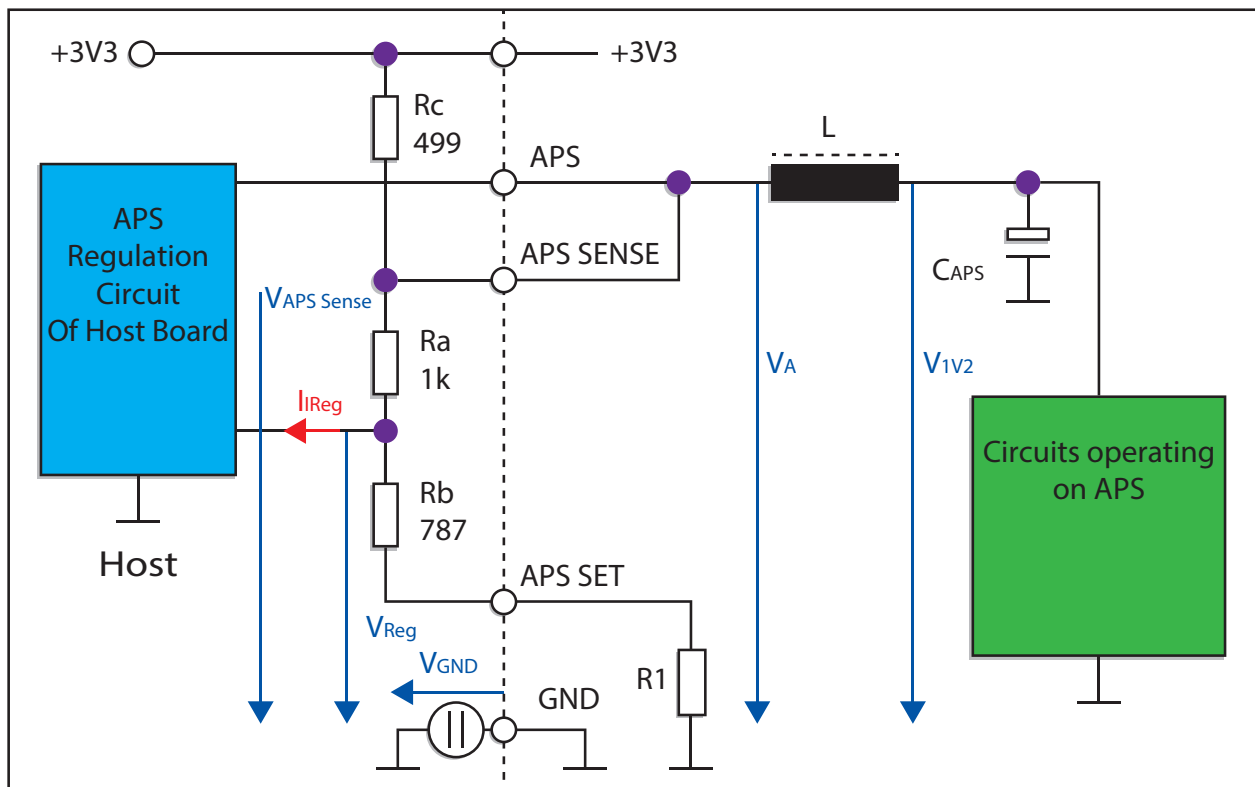 +3V3
+3V3
Rc
499
L
APS
APS
Regulation
Circuit
Of Host Board
APS SENSE
CAPS
VAPS Sense
Ra
1k
VA
V1V2
IIReg
Circuits operating
on APS
Rb
787
Host
APS SET
VReg
VGND
R1
GND